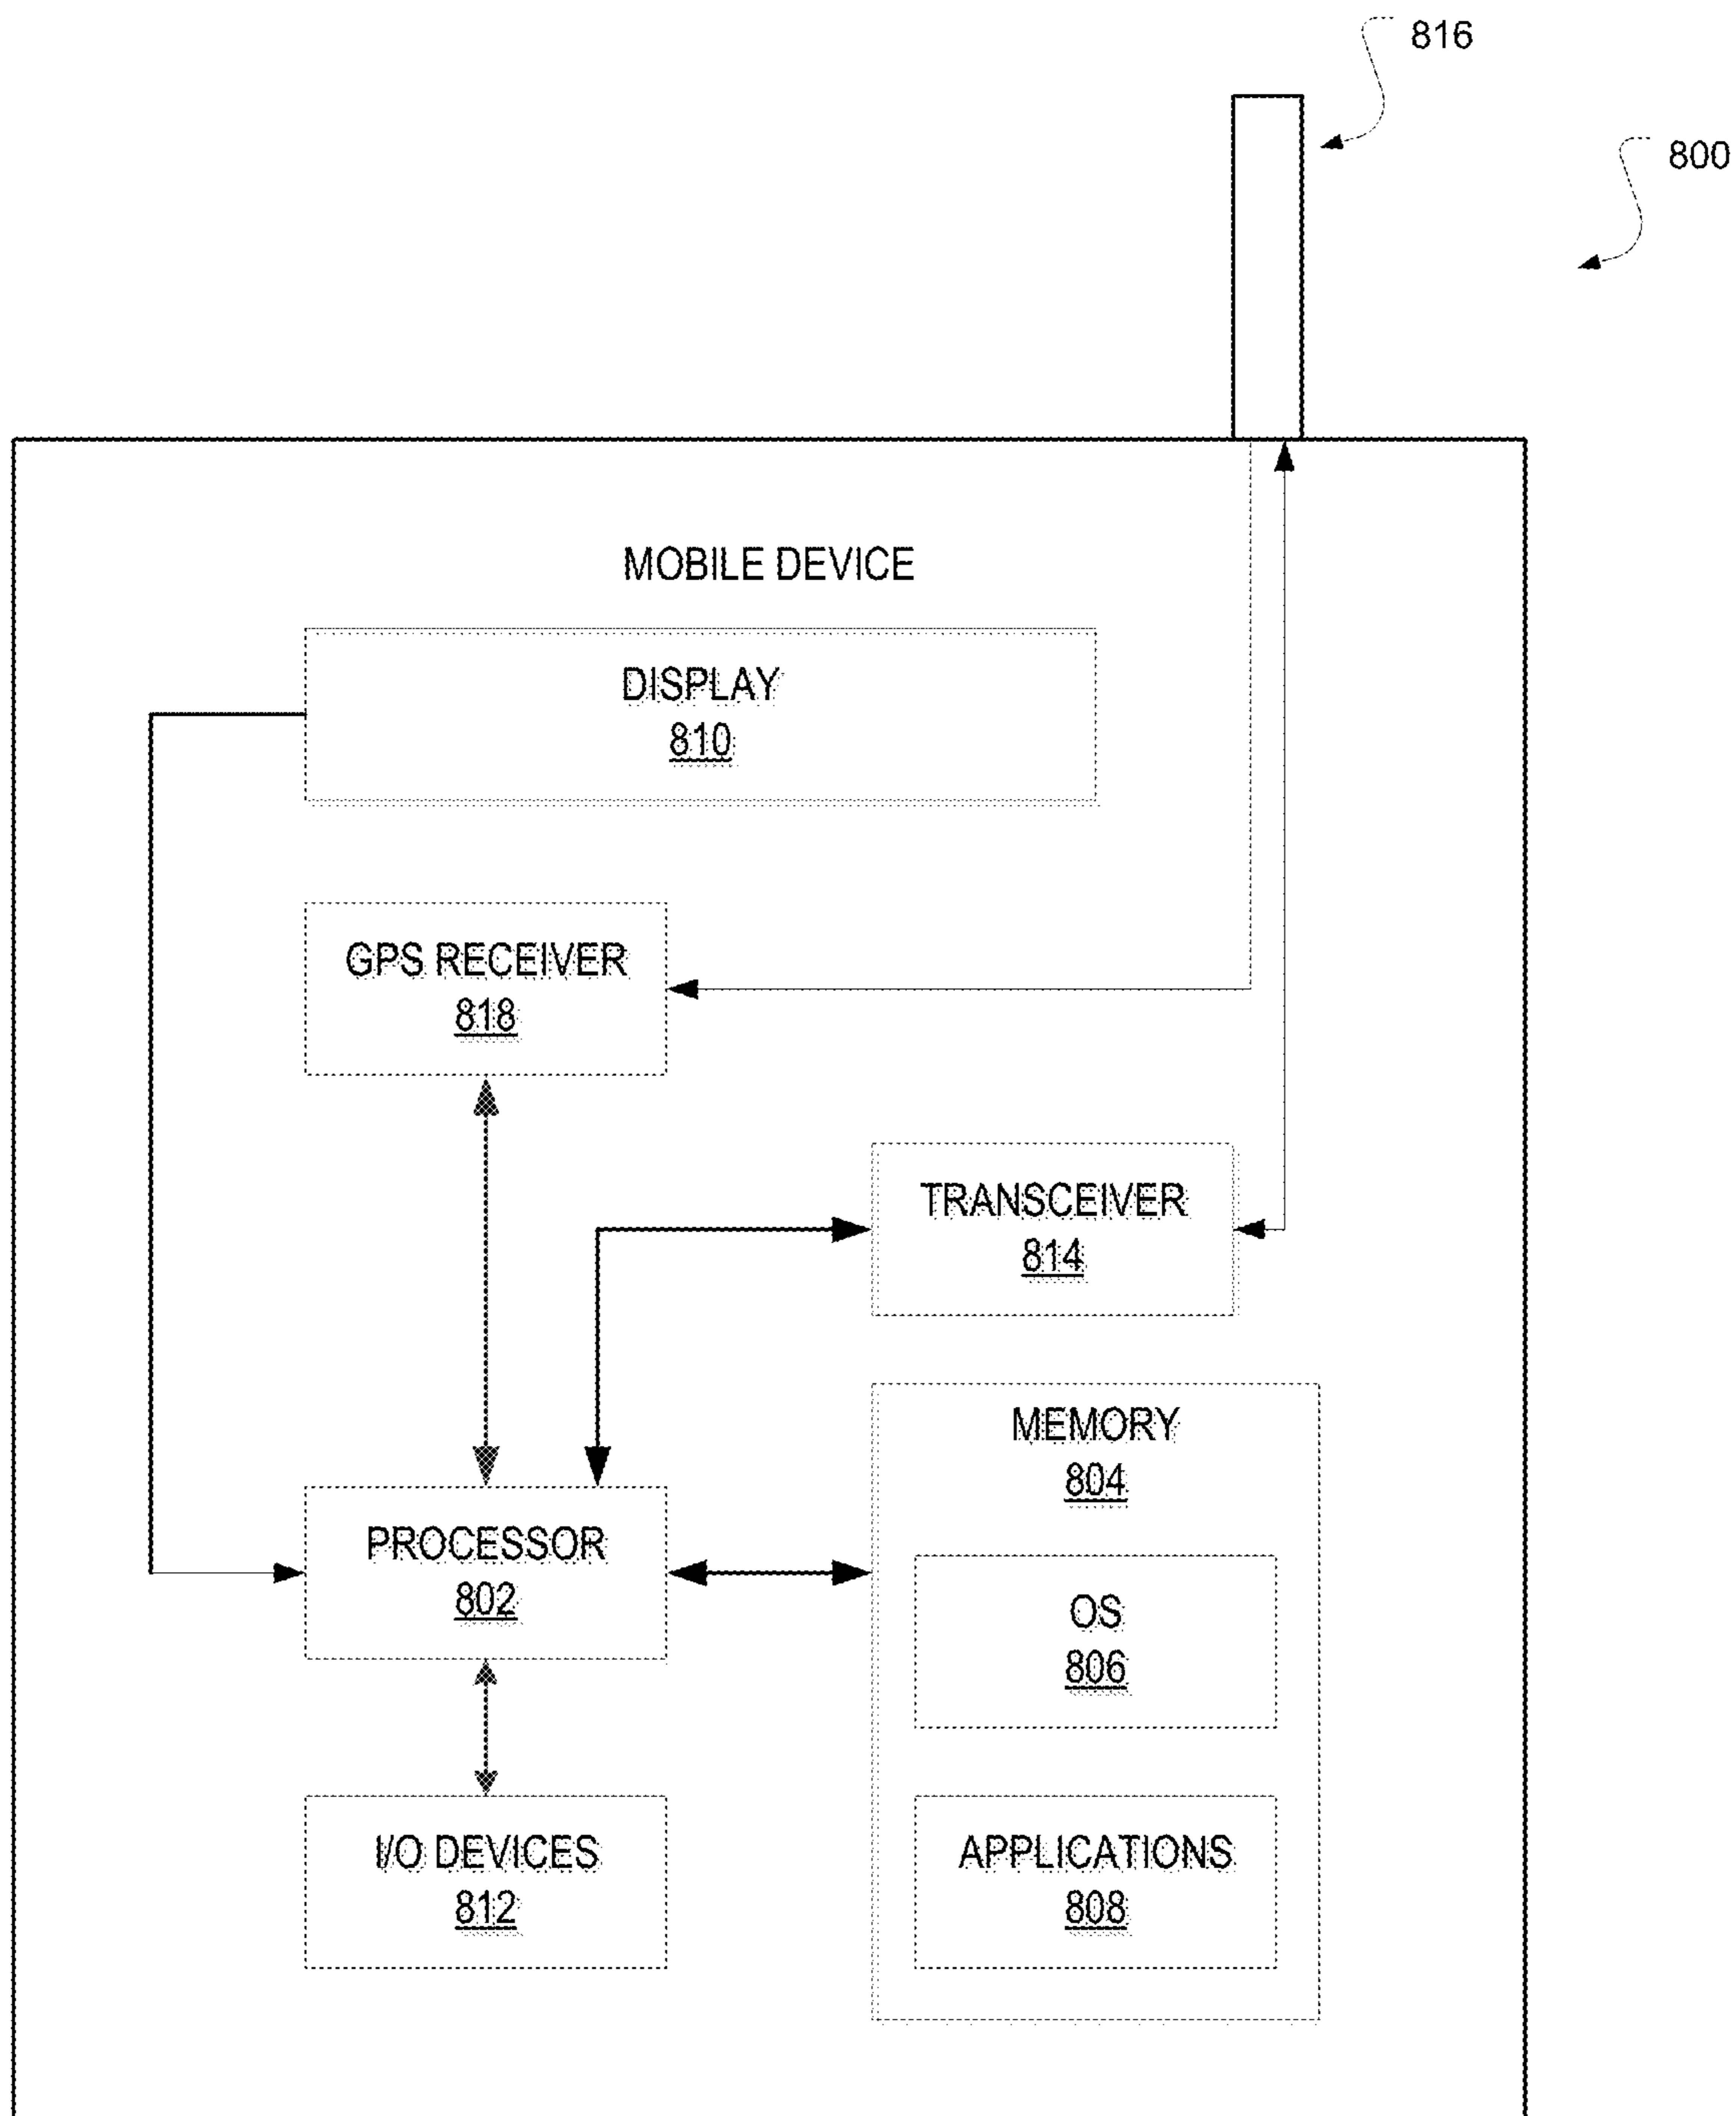 816
800
MOBILE DEVICE
DISPLAY
810
GPS RECEIVER
818
TRANSCEIVER
814
MEMORY
804
PROCESSOR
802
OS
806
I/O DEVICES
812
APPLICATIONS
808